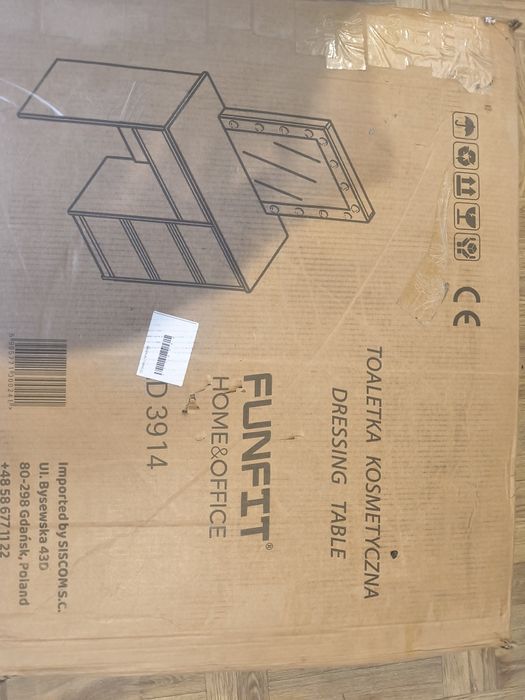 TOALETKA KOSMETYCZNA
DRESSING TABLE
FUNFIT®
HOME&OFFICE
D 3914
Imported by SISCOM S.C.
Ul. Bysewska 43D
80-298 Gdańsk, Poland
+48 58 677 11 22
CE